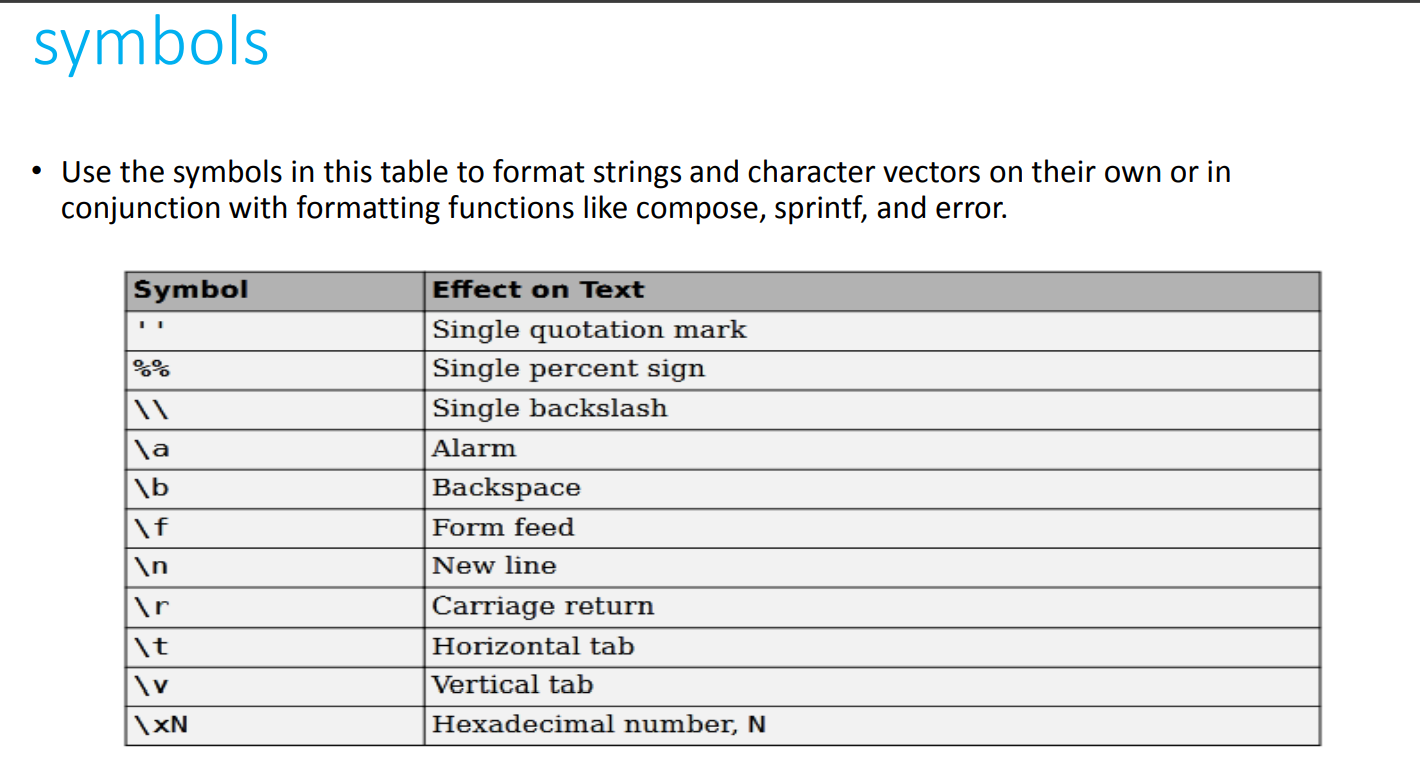 symbols
• Use the symbols in this table to format strings and character vectors on their own or in
conjunction with formatting functions like compose, sprintf, and error.
Symbol Effect on Text
' ' Single quotation mark
%% Single percent sign
\\ Single backslash
\a Alarm
\b Backspace
\f Form feed
\n New line
\r Carriage return
\t Horizontal tab
\v Vertical tab
\xN Hexadecimal number, N